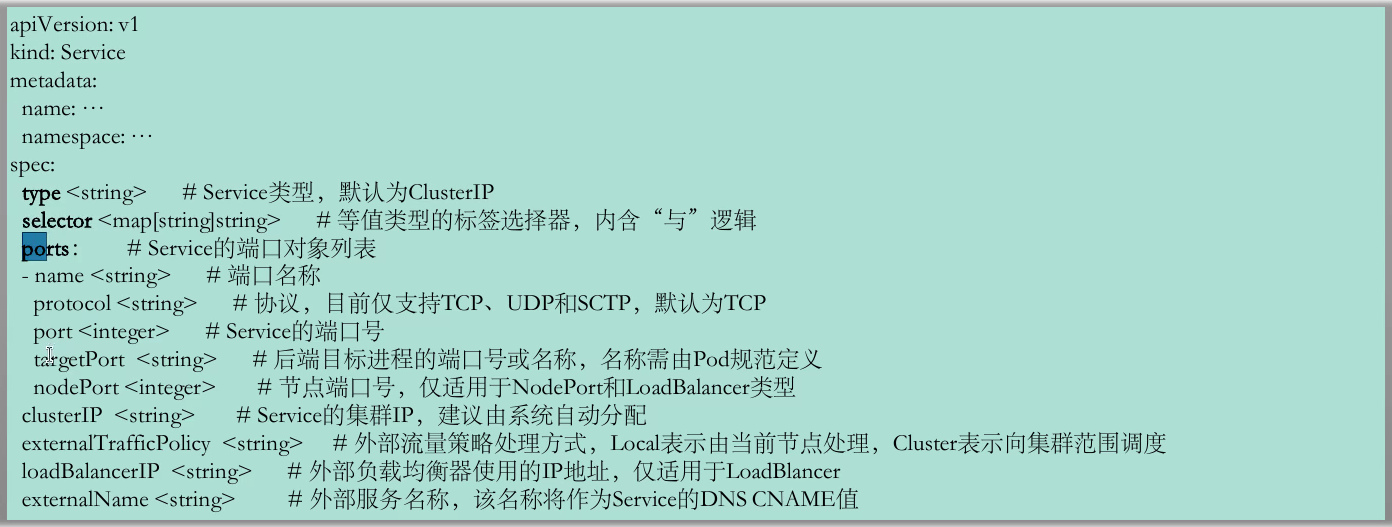 apiVersion: v1
kind: Service
metadata:
name: ···
namespace: ···
spec:
type <string> # Service类型，默认为ClusterIP
selector <map[string]string> # 等值类型的标签选择器，内含“与”逻辑
ports： # Service的端口对象列表
- name <string> # 端口名称
protocol <string> # 协议，目前仅支持TCP、UDP和SCTP，默认为TCP
port <integer> # Service的端口号
targetPort <string> # 后端目标进程的端口号或名称，名称需由Pod规范定义
nodePort <integer> # 节点端口号，仅适用于NodePort和LoadBalancer类型
clusterIP <string> # Service的集群IP，建议由系统自动分配
externalTrafficPolicy <string> # 外部流量策略处理方式，Local表示由当前节点处理，Cluster表示向集群范围调度
loadBalancerIP <string> # 外部负载均衡器使用的IP地址，仅适用于LoadBlancer
externalName <string> # 外部服务名称，该名称将作为Service的DNS CNAME值